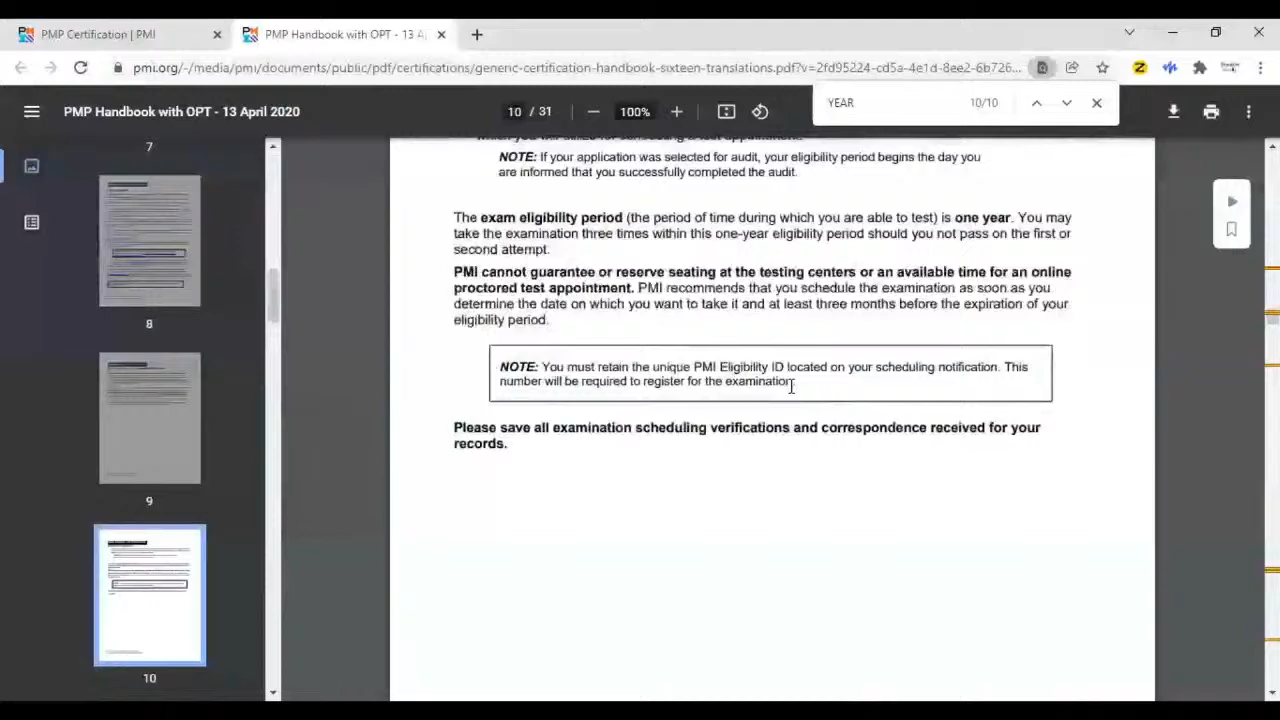 PMP Certification | PMI
PMP Handbook with OPT - 13 A
pmi.org/-/media/pmi/documents/public/pdf/certifications/generic-certification-handbook-sixteen-translations.pdf?v=2fd95224-cd5a-4e1d-8ee2-6b726...
PMP Handbook with OPT - 13 April 2020
10 / 31
100%
YEAR
10/10
7
8
9
10
NOTE: If your application was selected for audit, your eligibility period begins the day you
are informed that you successfully completed the audit.
The exam eligibility period (the period of time during which you are able to test) is one year. You may
take the examination three times within this one-year eligibility period should you not pass on the first or
second attempt.
PMI cannot guarantee or reserve seating at the testing centers or an available time for an online
proctored test appointment. PMI recommends that you schedule the examination as soon as you
determine the date on which you want to take it and at least three months before the expiration of your
eligibility period.
NOTE: You must retain the unique PMI Eligibility ID located on your scheduling notification. This
number will be required to register for the examination.
Please save all examination scheduling verifications and correspondence received for your
records.